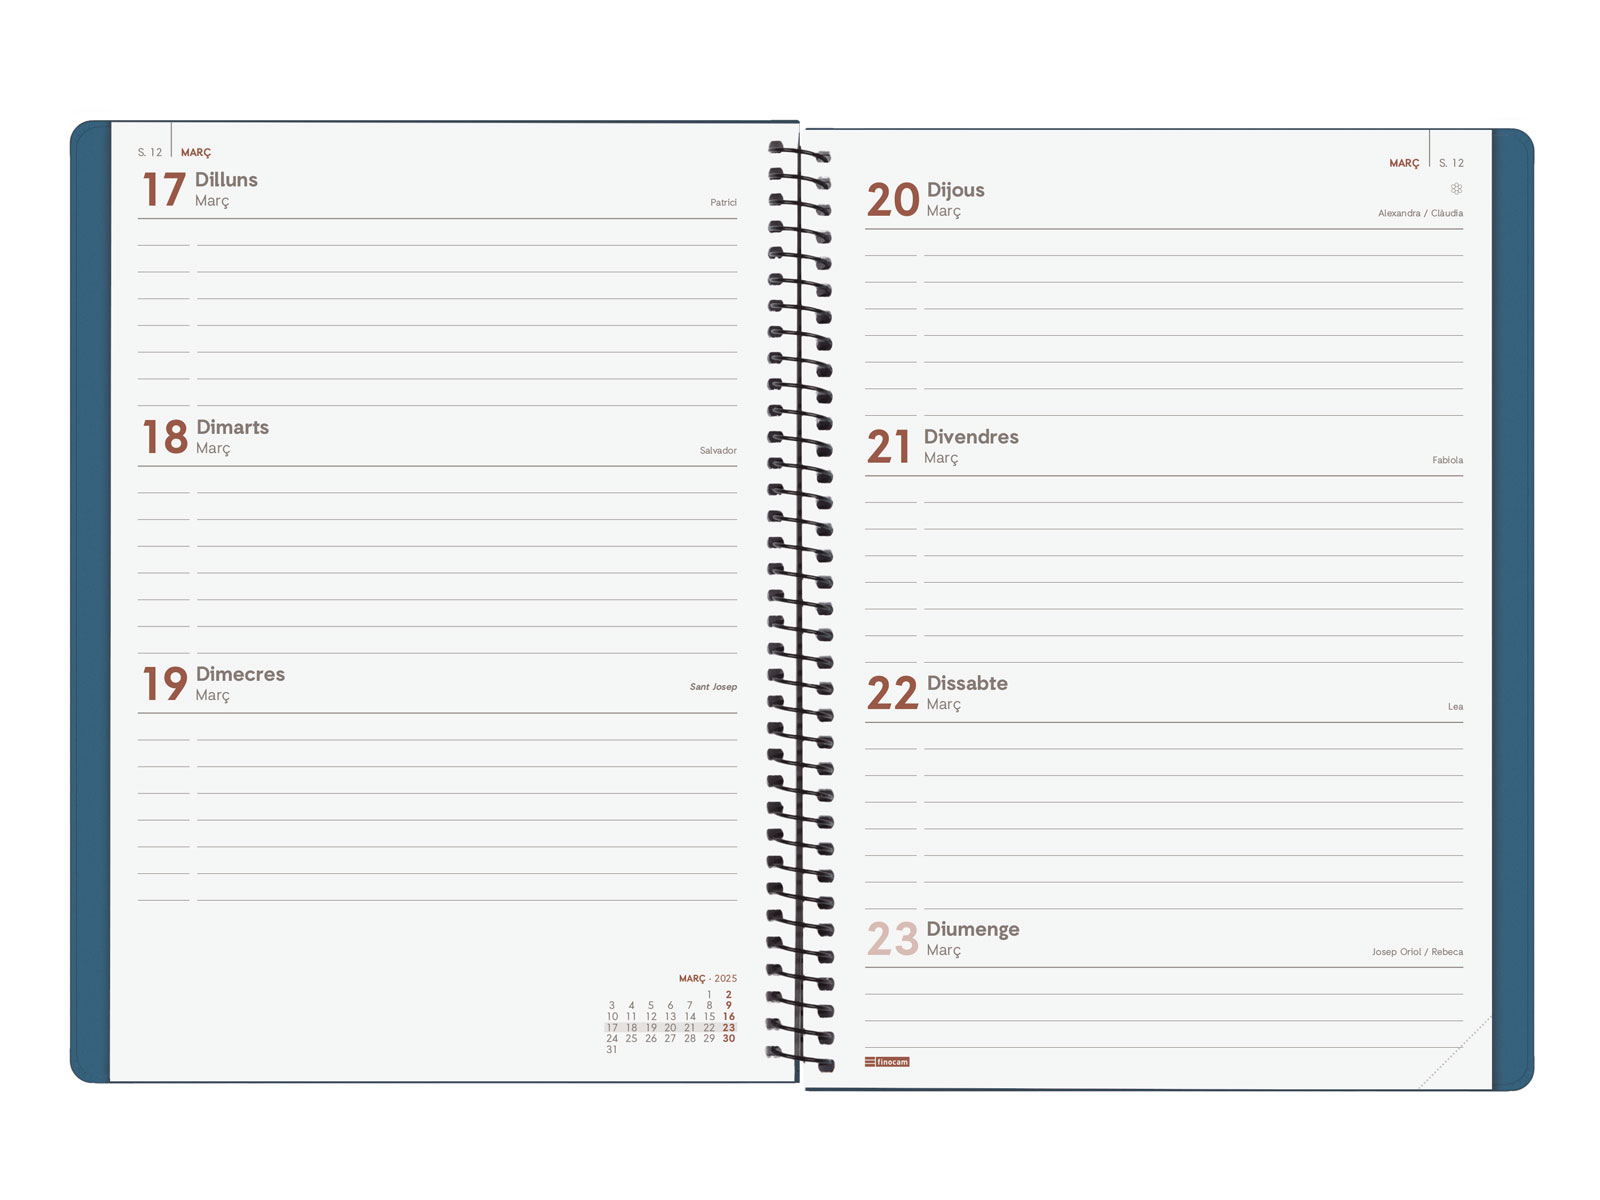 S. 12 MARÇ
17 Dilluns
Març
Patrici
18 Dimarts
Març
Salvador
19 Dimecres
Març
Sant Josep
MARÇ - 2025
1 2
3 4 5 6 7 8 9
10 11 12 13 14 15 16
17 18 19 20 21 22 23
24 25 26 27 28 29 30
31
MARÇ S. 12
20 Dijous
Març
Alexandra / Clàudia
21 Divendres
Març
Fabiola
22 Dissabte
Març
Lea
23 Diumenge
Març
Josep Oriol / Rebeca
finocam